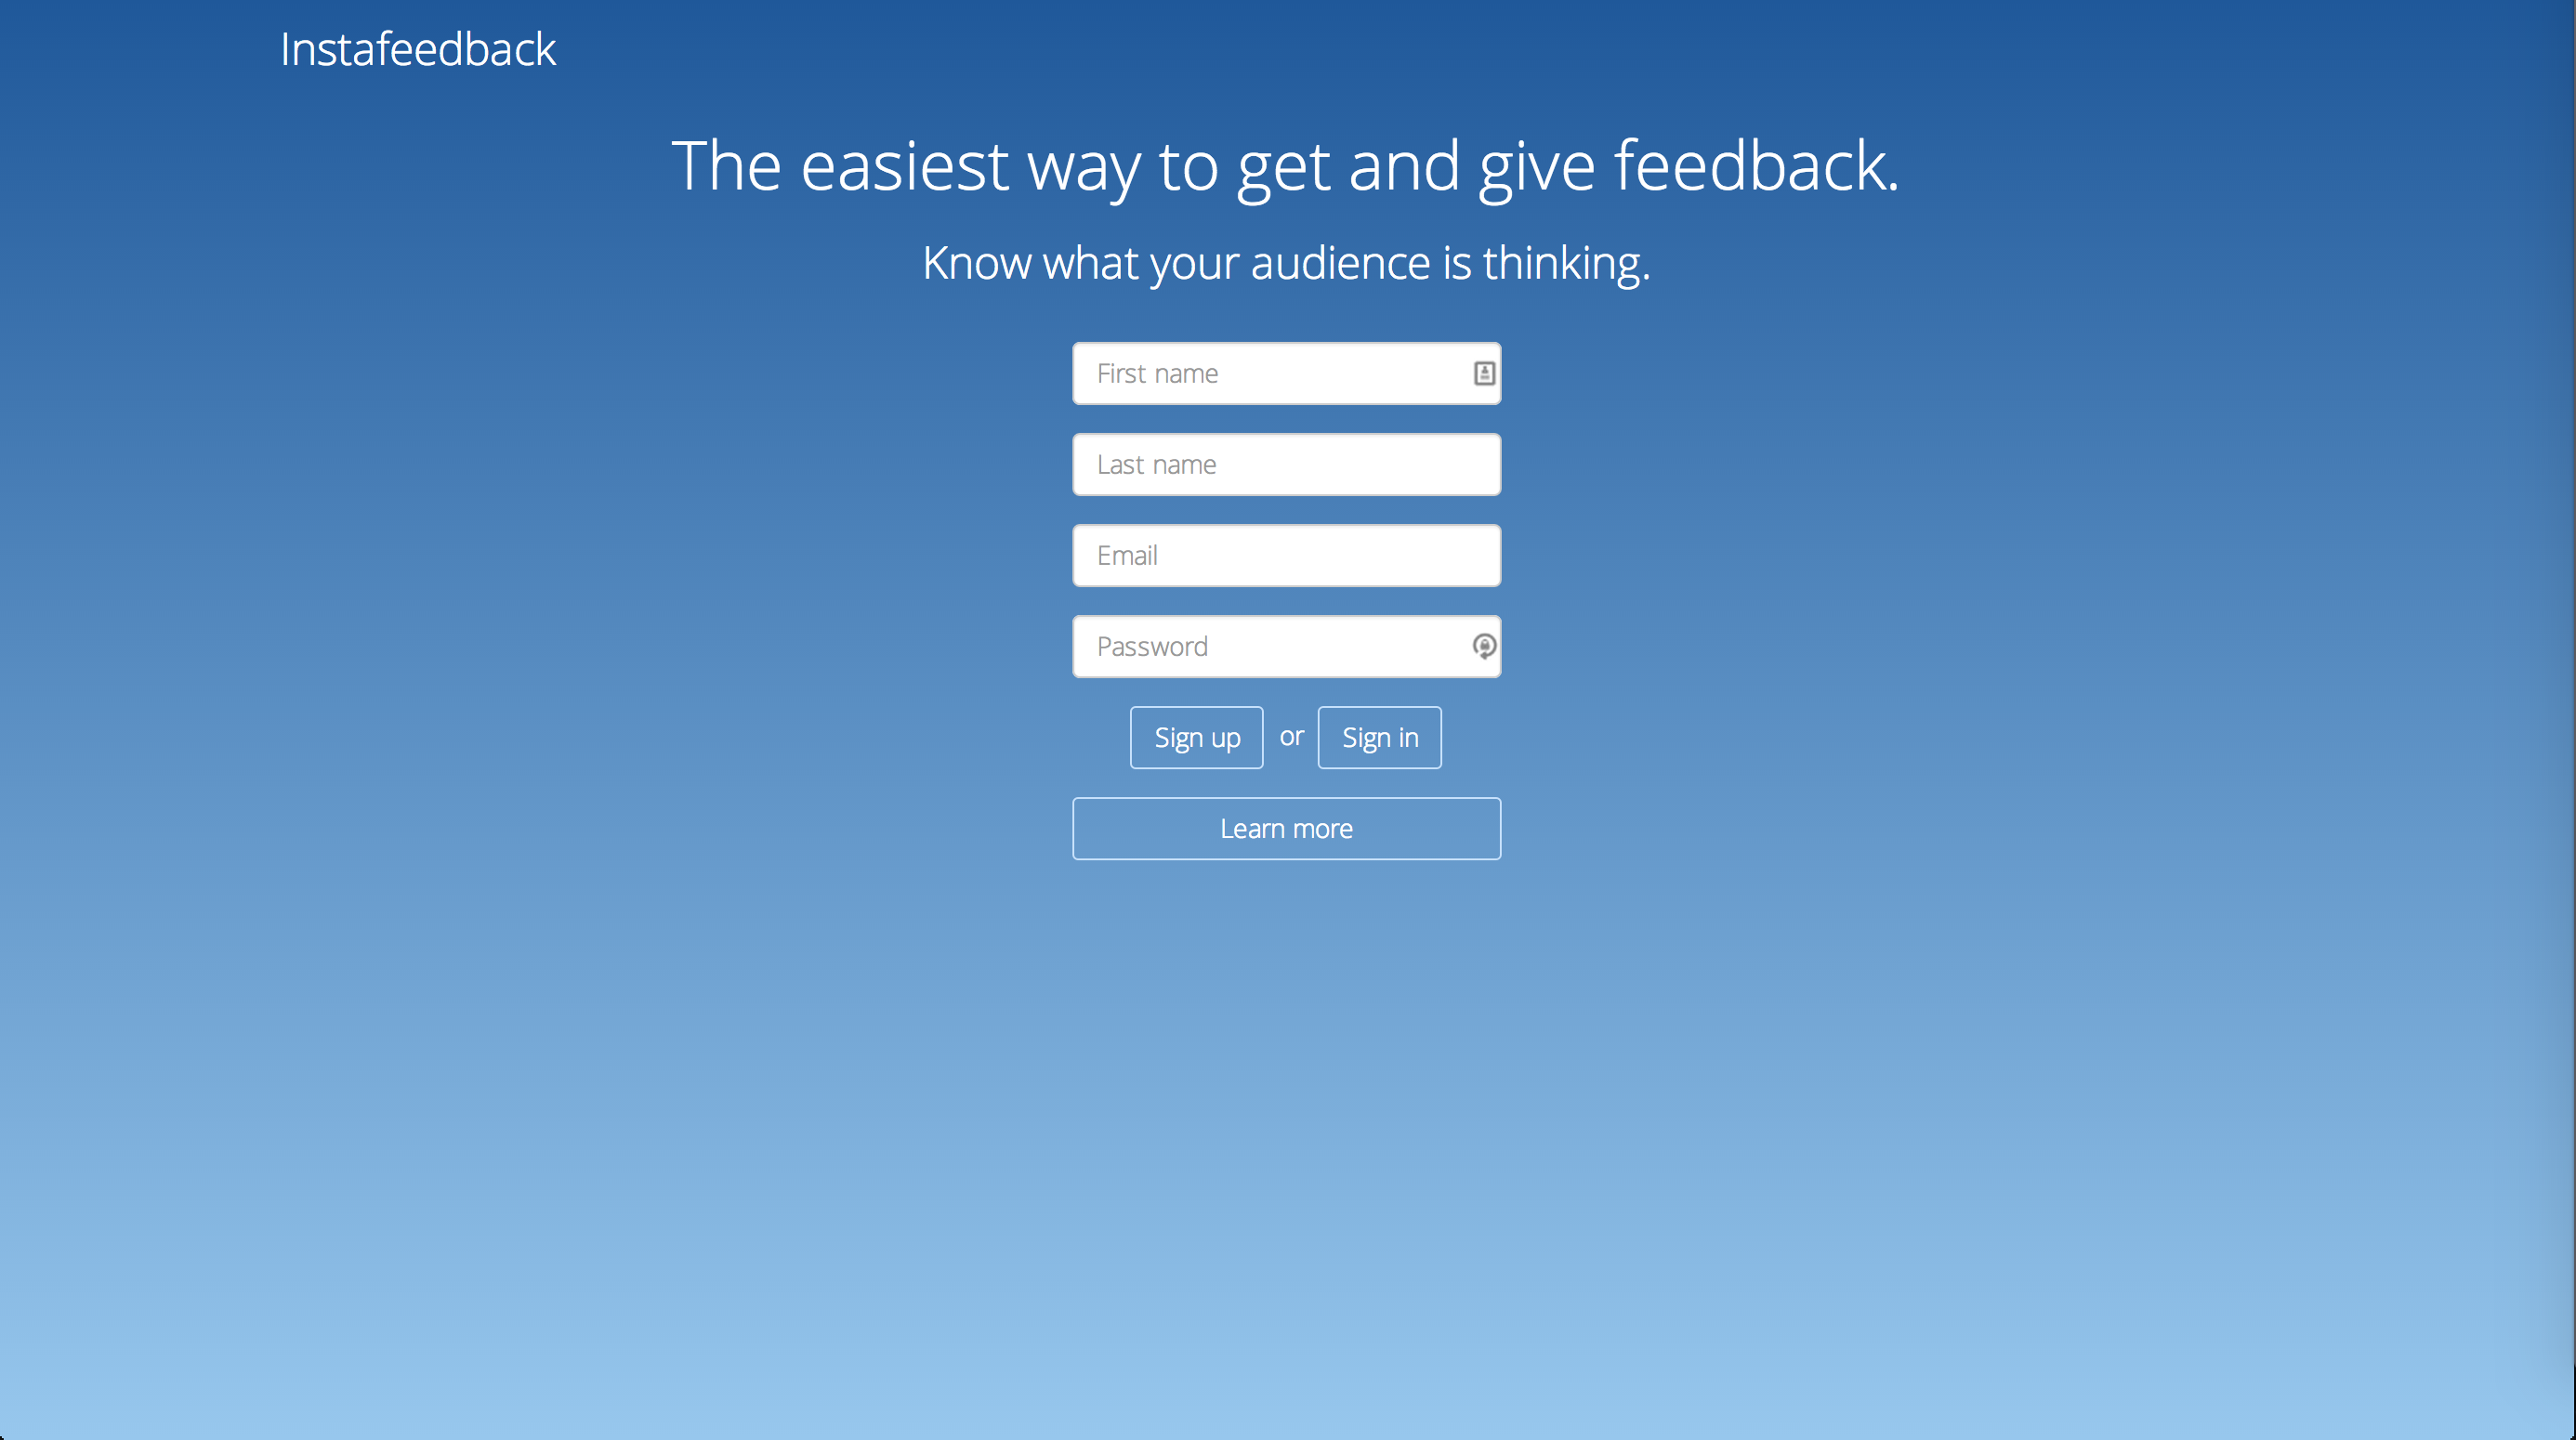 Instafeedback
The easiest way to get and give feedback.
Know what your audience is thinking.
First name
Last name
Email
Password
Sign up or Sign in
Learn more